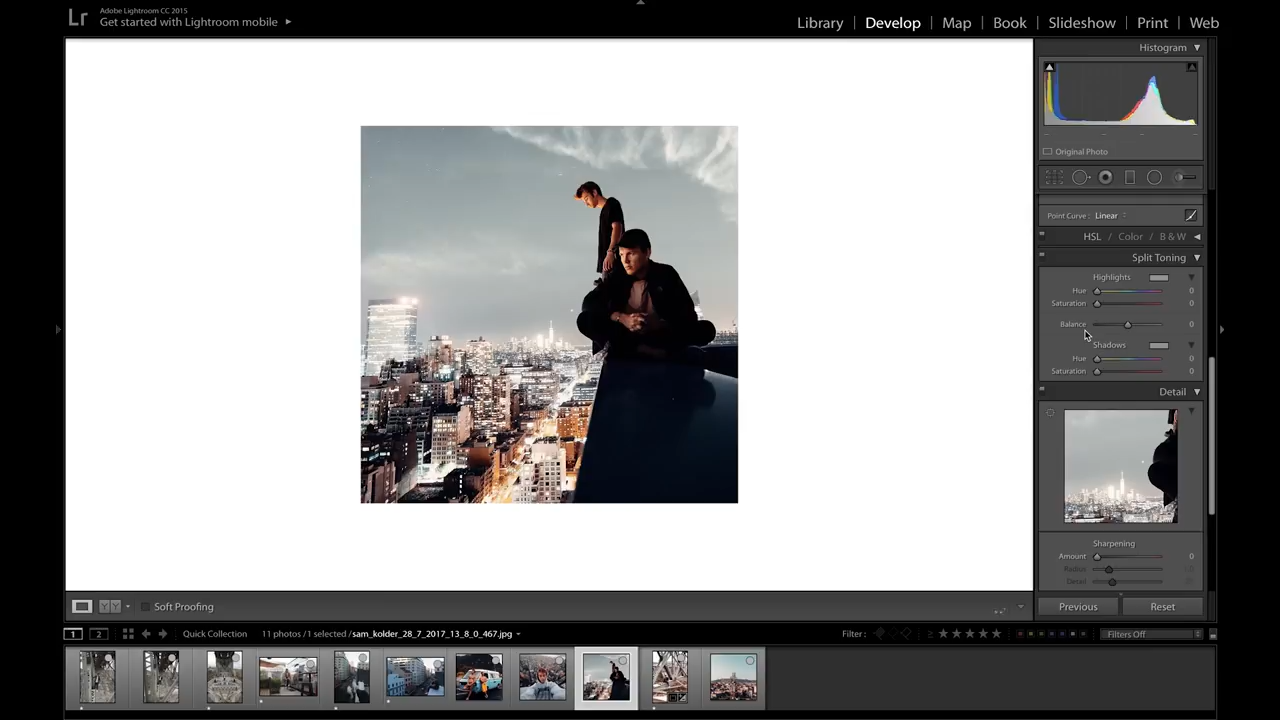 Lr
Adobe Lightroom CC 2015
Get started with Lightroom mobile
Library | Develop | Map | Book | Slideshow | Print | Web
Histogram
Original Photo
Point Curve : Linear
HSL / Color / B & W
Split Toning
Highlights
Hue 0
Saturation 0
Balance 0
Shadows
Hue 0
Saturation 0
Detail
Sharpening
Amount 0
Radius
Detail
Previous Reset
YY Soft Proofing
1 2 Quick Collection 11 photos / 1 selected / sam_kolder_28_7_2017_13_8_0_467.jpg Filter : Filters Off